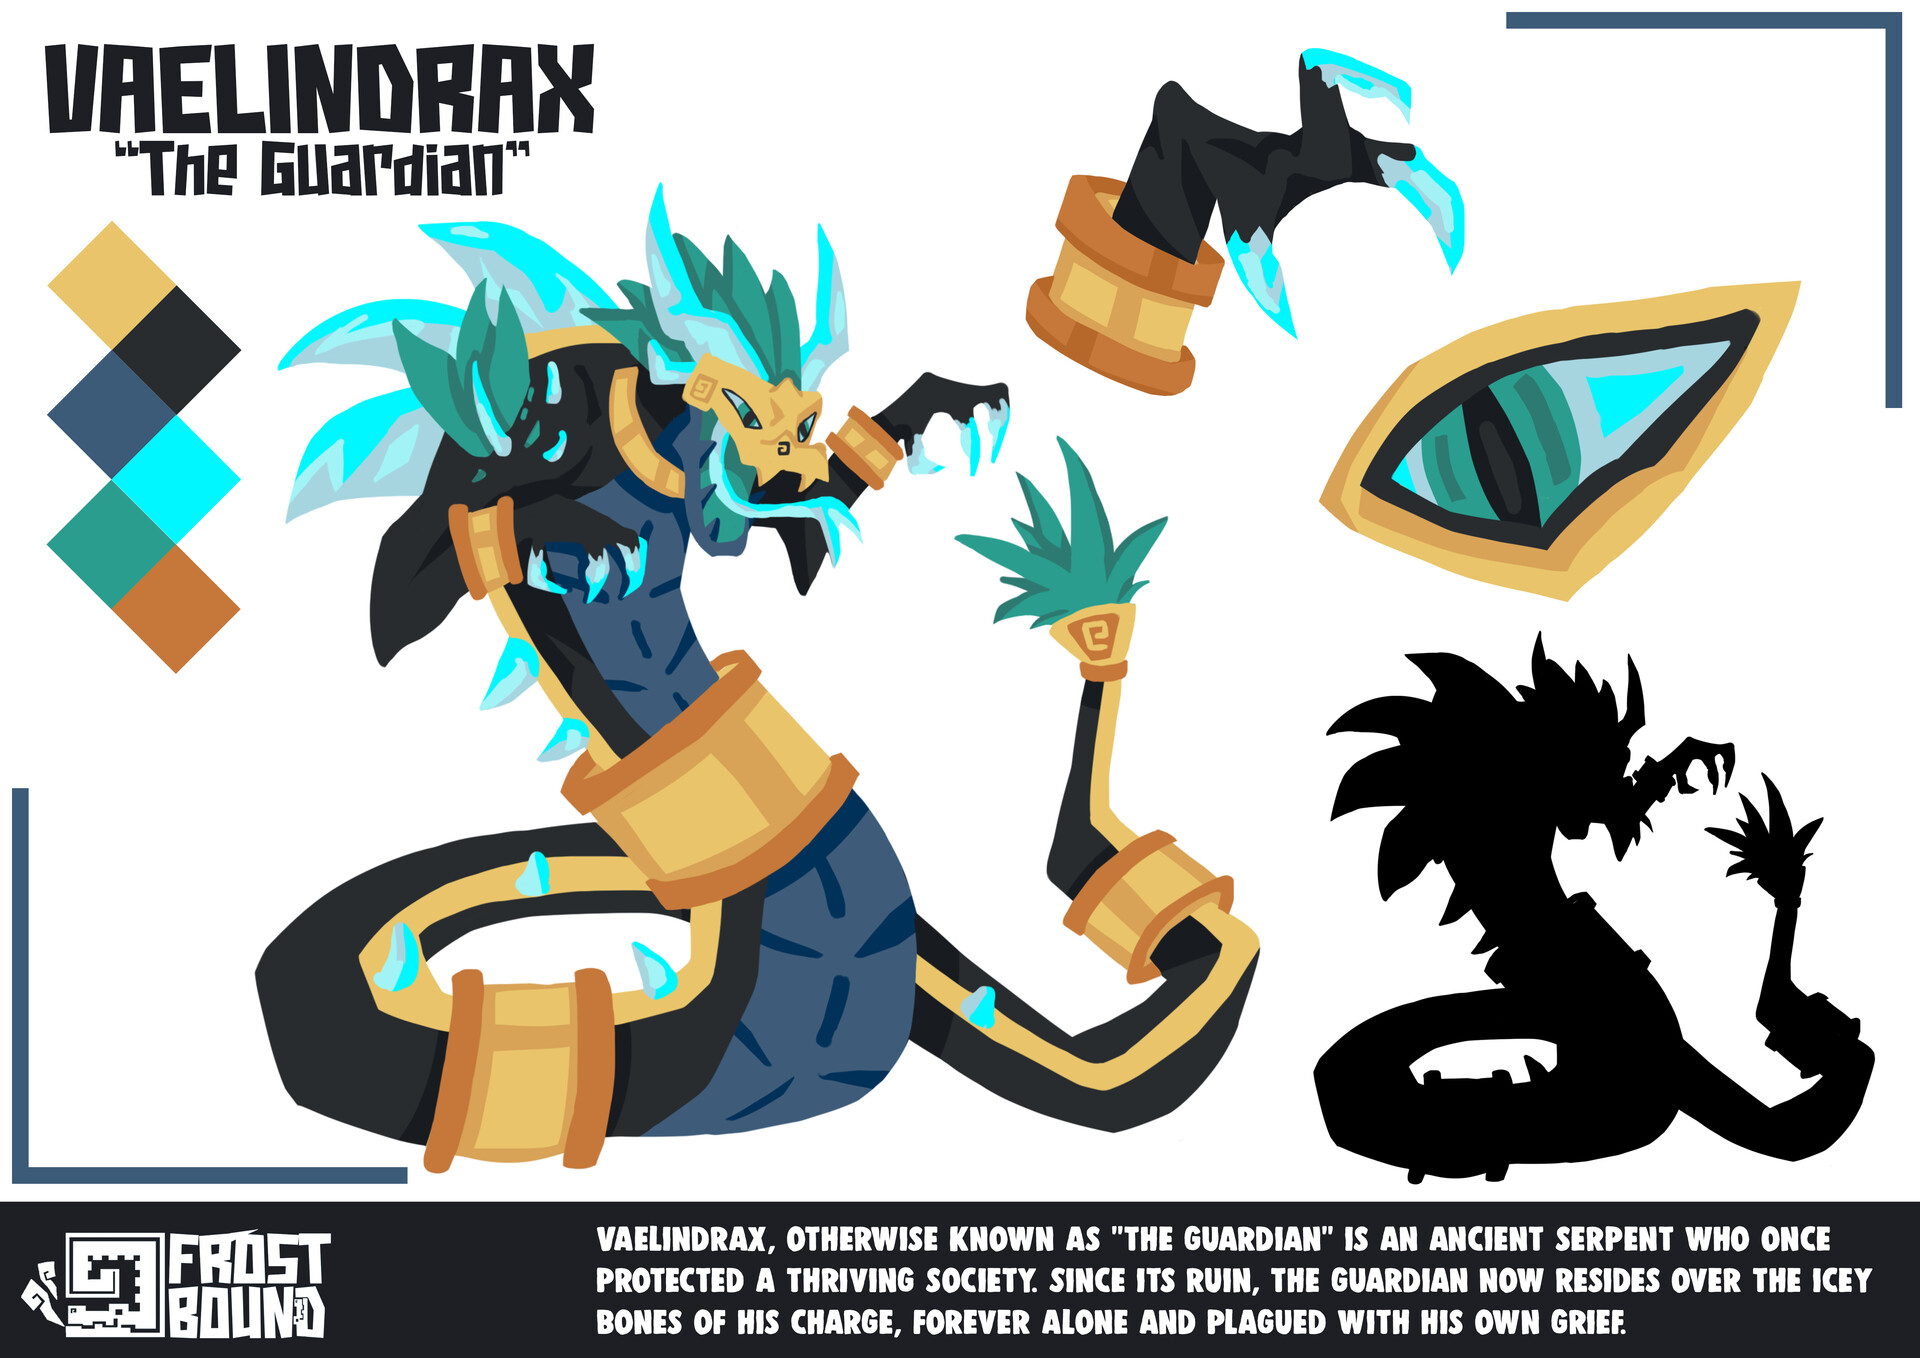 VAELINDRAX
"The Guardian"
FROST
BOUND
VAELINDRAX, OTHERWISE KNOWN AS "THE GUARDIAN" IS AN ANCIENT SERPENT WHO ONCE
PROTECTED A THRIVING SOCIETY. SINCE ITS RUIN, THE GUARDIAN NOW RESIDES OVER THE ICEY
BONES OF HIS CHARGE, FOREVER ALONE AND PLAGUED WITH HIS OWN GRIEF.